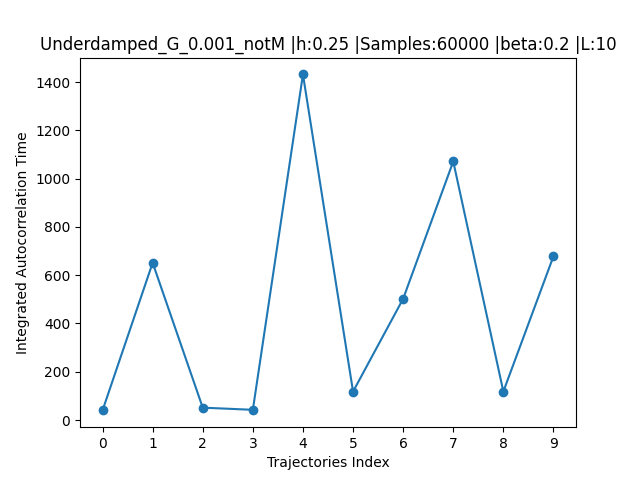 Underdamped_G_0.001_notM |h:0.25 |Samples:60000 |beta:0.2 |L:10
Integrated Autocorrelation Time
1400
1200
1000
800
600
400
200
0
0 1 2 3 4 5 6 7 8 9
Trajectories Index